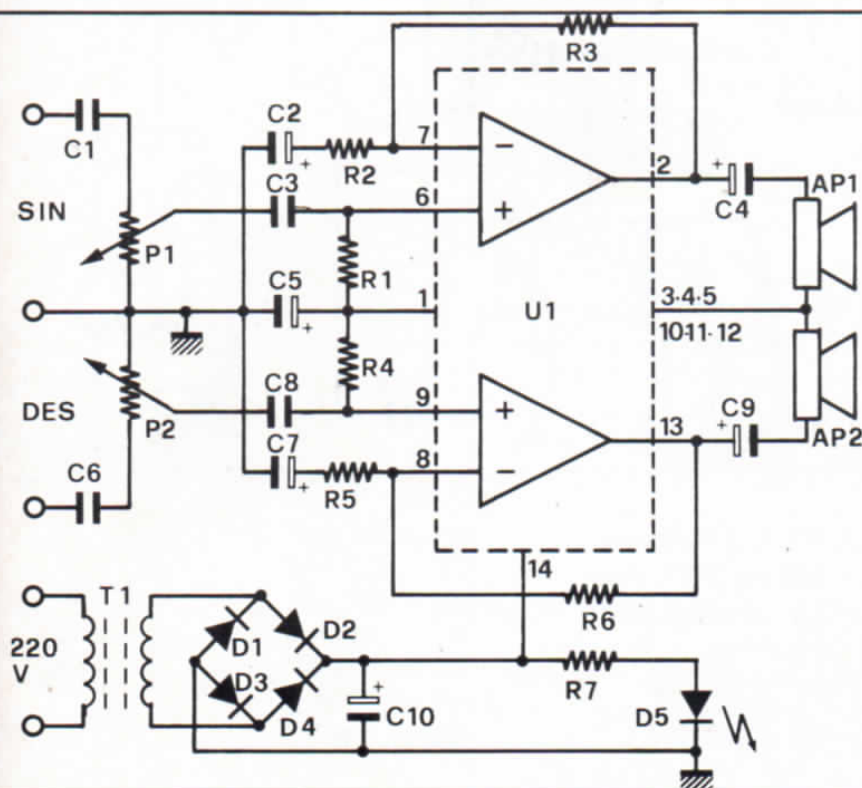 R3
C1
C2
+
R2
7
−
2
+
C4
AP1
SIN
P1
C3
6
+
R1
C5
+
1
U1
3·4·5
10·11·12
R4
DES
P2
C8
9
+
13
+
C9
AP2
C7
+
R5
8
−
C6
14
R6
T1
220
V
D1
D2
D3
D4
+
C10
R7
D5